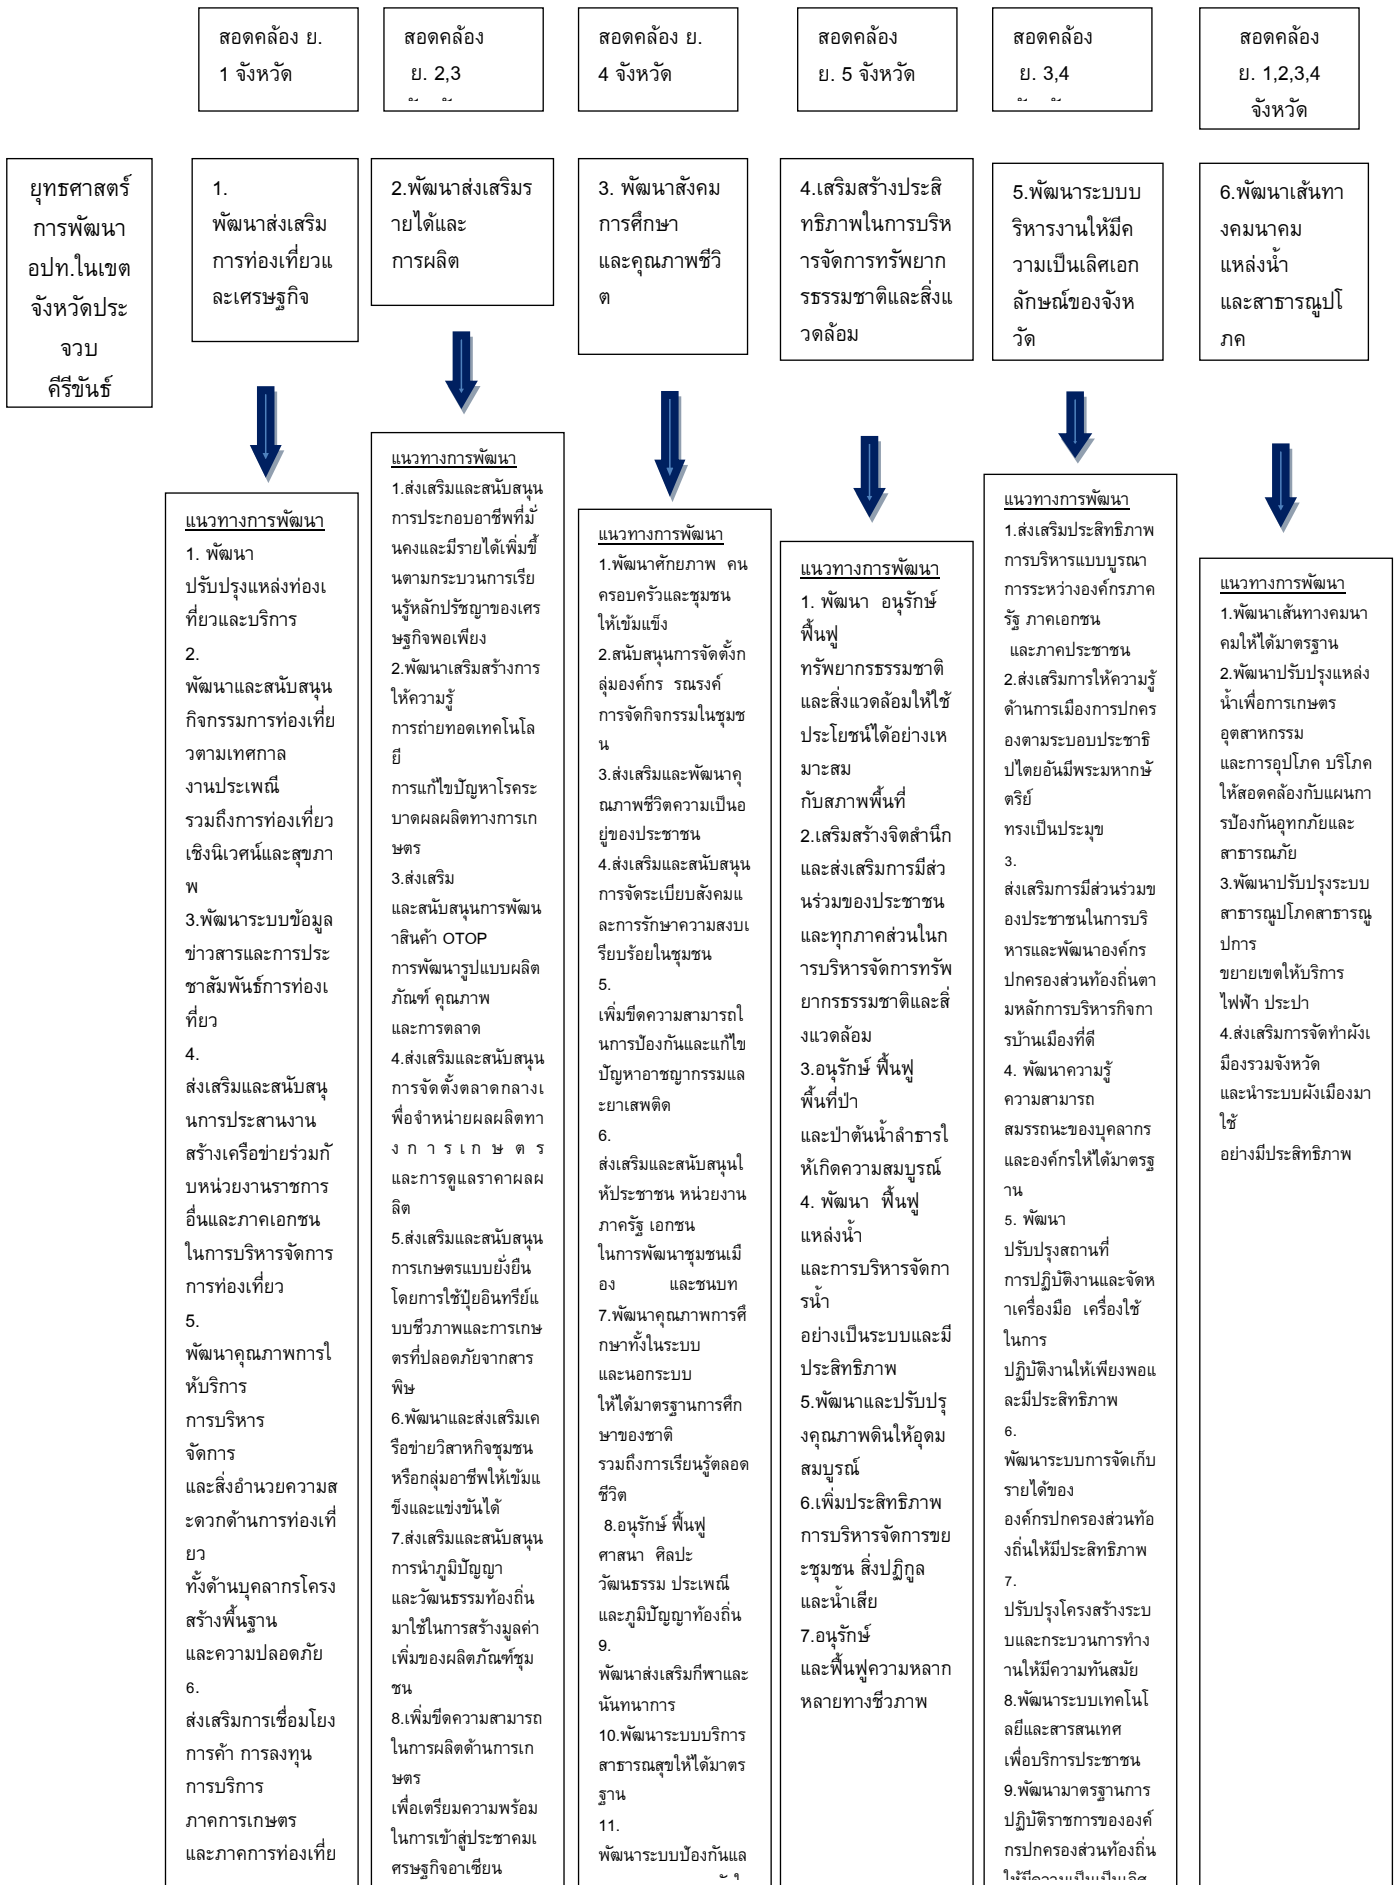 สอดคล้อง ย.
1 จังหวัด
สอดคล้อง
ย. 2,3
สอดคล้อง ย.
4 จังหวัด
สอดคล้อง
ย. 5 จังหวัด
สอดคล้อง
ย. 3,4
สอดคล้อง
ย. 1,2,3,4
จังหวัด
ยุทธศาสตร์
การพัฒนา
อปท.ในเขต
จังหวัดประ
จวบ
คีรีขันธ์
1.
พัฒนาส่งเสริม
การท่องเที่ยวแ
ละเศรษฐกิจ
2.พัฒนาส่งเสริมร
ายได้และ
การผลิต
3. พัฒนาสังคม
การศึกษา
และคุณภาพชีวิ
ต
4.เสริมสร้างประสิ
ทธิภาพในการบริห
ารจัดการทรัพยาก
รธรรมชาติและสิ่งแ
วดล้อม
5.พัฒนาระบบบ
ริหารงานให้มีค
วามเป็นเลิศเอก
ลักษณ์ของจังห
วัด
6.พัฒนาเส้นทา
งคมนาคม
แหล่งน้ำ
และสาธารณูปโ
ภค
แนวทางการพัฒนา
1. พัฒนา
ปรับปรุงแหล่งท่องเ
ที่ยวและบริการ
2.
พัฒนาและสนับสนุน
กิจกรรมการท่องเที่ย
วตามเทศกาล
งานประเพณี
รวมถึงการท่องเที่ยว
เชิงนิเวศน์และสุขภา
พ
3.พัฒนาระบบข้อมูล
ข่าวสารและการประ
ชาสัมพันธ์การท่องเ
ที่ยว
4.
ส่งเสริมและสนับสนุ
นการประสานงาน
สร้างเครือข่ายร่วมกั
บหน่วยงานราชการ
อื่นและภาคเอกชน
ในการบริหารจัดการ
การท่องเที่ยว
5.
พัฒนาคุณภาพการใ
ห้บริการ
การบริหาร
จัดการ
และสิ่งอำนวยความส
ะดวกด้านการท่องเที่
ยว
ทั้งด้านบุคลากรโครง
สร้างพื้นฐาน
และความปลอดภัย
6.
ส่งเสริมการเชื่อมโยง
การค้า การลงทุน
การบริการ
ภาคการเกษตร
และภาคการท่องเที่ย
แนวทางการพัฒนา
1.ส่งเสริมและสนับสนุน
การประกอบอาชีพที่มั่
นคงและมีรายได้เพิ่มขึ้
นตามกระบวนการเรีย
นรู้หลักปรัชญาของเศร
ษฐกิจพอเพียง
2.พัฒนาเสริมสร้างการ
ให้ความรู้
การถ่ายทอดเทคโนโล
ยี
การแก้ไขปัญหาโรคระ
บาดผลผลิตทางการเก
ษตร
3.ส่งเสริม
และสนับสนุนการพัฒน
าสินค้า OTOP
การพัฒนารูปแบบผลิต
ภัณฑ์ คุณภาพ
และการตลาด
4.ส่งเสริมและสนับสนุน
การจัดตั้งตลาดกลางเ
พื่อจำหน่ายผลผลิตทา
ง ก า ร เ ก ษ ต ร
และการดูแลราคาผลผ
ลิต
5.ส่งเสริมและสนับสนุน
การเกษตรแบบยั่งยืน
โดยการใช้ปุ๋ยอินทรีย์แ
บบชีวภาพและการเกษ
ตรที่ปลอดภัยจากสาร
พิษ
6.พัฒนาและส่งเสริมเค
รือข่ายวิสาหกิจชุมชน
หรือกลุ่มอาชีพให้เข้มแ
ข็งและแข่งขันได้
7.ส่งเสริมและสนับสนุน
การนำภูมิปัญญา
และวัฒนธรรมท้องถิ่น
มาใช้ในการสร้างมูลค่า
เพิ่มของผลิตภัณฑ์ชุม
ชน
8.เพิ่มขีดความสามารถ
ในการผลิตด้านการเก
ษตร
เพื่อเตรียมความพร้อม
ในการเข้าสู่ประชาคมเ
ศรษฐกิจอาเซียน
แนวทางการพัฒนา
1.พัฒนาศักยภาพ คน
ครอบครัวและชุมชน
ให้เข้มแข็ง
2.สนับสนุนการจัดตั้งก
ลุ่มองค์กร รณรงค์
การจัดกิจกรรมในชุมช
น
3.ส่งเสริมและพัฒนาคุ
ณภาพชีวิตความเป็นอ
ยู่ของประชาชน
4.ส่งเสริมและสนับสนุน
การจัดระเบียบสังคมแ
ละการรักษาความสงบเ
รียบร้อยในชุมชน
5.
เพิ่มขีดความสามารถใ
นการป้องกันและแก้ไข
ปัญหาอาชญากรรมแล
ะยาเสพติด
6.
ส่งเสริมและสนับสนุนใ
ห้ประชาชน หน่วยงาน
ภาครัฐ เอกชน
ในการพัฒนาชุมชนเมื
อง และชนบท
7.พัฒนาคุณภาพการศึ
กษาทั้งในระบบ
และนอกระบบ
ให้ได้มาตรฐานการศึก
ษาของชาติ
รวมถึงการเรียนรู้ตลอด
ชีวิต
8.อนุรักษ์ ฟื้นฟู
ศาสนา ศิลปะ
วัฒนธรรม ประเพณี
และภูมิปัญญาท้องถิ่น
9.
พัฒนาส่งเสริมกีฬาและ
นันทนาการ
10.พัฒนาระบบบริการ
สาธารณสุขให้ได้มาตร
ฐาน
11.
พัฒนาระบบป้องกันแล
แนวทางการพัฒนา
1. พัฒนา อนุรักษ์
ฟื้นฟู
ทรัพยากรธรรมชาติ
และสิ่งแวดล้อมให้ใช้
ประโยชน์ได้อย่างเห
มาะสม
กับสภาพพื้นที่
2.เสริมสร้างจิตสำนึก
และส่งเสริมการมีส่ว
นร่วมของประชาชน
และทุกภาคส่วนในก
ารบริหารจัดการทรัพ
ยากรธรรมชาติและสิ่
งแวดล้อม
3.อนุรักษ์ ฟื้นฟู
พื้นที่ป่า
และป่าต้นน้ำลำธารใ
ห้เกิดความสมบูรณ์
4. พัฒนา ฟื้นฟู
แหล่งน้ำ
และการบริหารจัดกา
รน้ำ
อย่างเป็นระบบและมี
ประสิทธิภาพ
5.พัฒนาและปรับปรุ
งคุณภาพดินให้อุดม
สมบูรณ์
6.เพิ่มประสิทธิภาพ
การบริหารจัดการขย
ะชุมชน สิ่งปฏิกูล
และน้ำเสีย
7.อนุรักษ์
และฟื้นฟูความหลาก
หลายทางชีวภาพ
แนวทางการพัฒนา
1.ส่งเสริมประสิทธิภาพ
การบริหารแบบบูรณา
การระหว่างองค์กรภาค
รัฐ ภาคเอกชน
และภาคประชาชน
2.ส่งเสริมการให้ความรู้
ด้านการเมืองการปกคร
องตามระบอบประชาธิ
ปไตยอันมีพระมหากษั
ตริย์
ทรงเป็นประมุข
3.
ส่งเสริมการมีส่วนร่วมข
องประชาชนในการบริ
หารและพัฒนาองค์กร
ปกครองส่วนท้องถิ่นตา
มหลักการบริหารกิจกา
รบ้านเมืองที่ดี
4. พัฒนาความรู้
ความสามารถ
สมรรถนะของบุคลากร
และองค์กรให้ได้มาตรฐ
าน
5. พัฒนา
ปรับปรุงสถานที่
การปฏิบัติงานและจัดห
าเครื่องมือ เครื่องใช้
ในการ
ปฏิบัติงานให้เพียงพอแ
ละมีประสิทธิภาพ
6.
พัฒนาระบบการจัดเก็บ
รายได้ของ
องค์กรปกครองส่วนท้อ
งถิ่นให้มีประสิทธิภาพ
7.
ปรับปรุงโครงสร้างระบ
บและกระบวนการทำง
านให้มีความทันสมัย
8.พัฒนาระบบเทคโนโ
ลยีและสารสนเทศ
เพื่อบริการประชาชน
9.พัฒนามาตรฐานการ
ปฏิบัติราชการขององค์
กรปกครองส่วนท้องถิ่น
ให้มีความเป็นเป็นเลิศ
แนวทางการพัฒนา
1.พัฒนาเส้นทางคมนา
คมให้ได้มาตรฐาน
2.พัฒนาปรับปรุงแหล่ง
น้ำเพื่อการเกษตร
อุตสาหกรรม
และการอุปโภค บริโภค
ให้สอดคล้องกับแผนกา
รป้องกันอุทกภัยและ
สาธารณภัย
3.พัฒนาปรับปรุงระบบ
สาธารณูปโภคสาธารณู
ปการ
ขยายเขตให้บริการ
ไฟฟ้า ประปา
4.ส่งเสริมการจัดทำผังเ
มืองรวมจังหวัด
และนำระบบผังเมืองมา
ใช้
อย่างมีประสิทธิภาพ